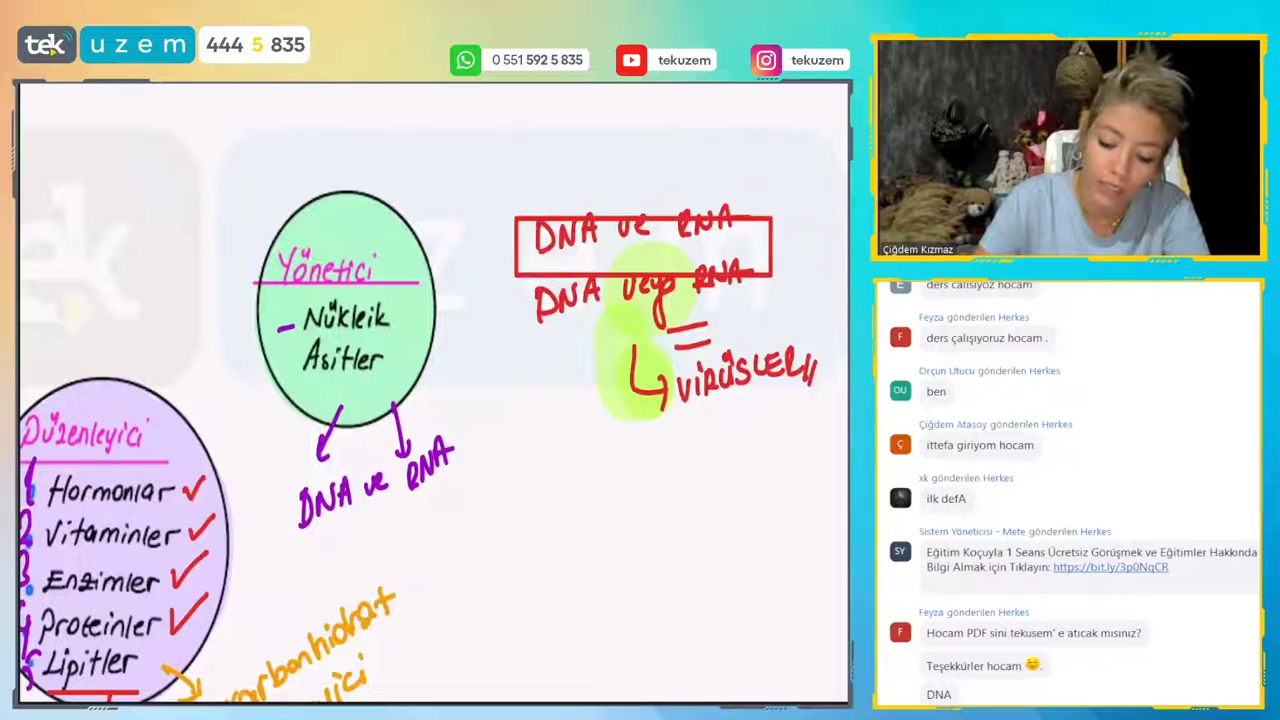 tek
uzem
444 5 835
0 551 592 5 835
tekuzem
tekuzem
DNA ve RNA
DNA veya RNA
VİRÜSLER
Yönetici
- Nükleik
Asitler
DNA ve RNA
Düzenleyici
1 Hormonlar
2 Vitaminler
3 Enzimler
4 Proteinler
5 Lipitler
karbonhidrat
Çiğdem Kızmaz
E
ders calısıyoz hocam
Feyza gönderilen Herkes
F
ders çalışıyoruz hocam .
Orçun Utucu gönderilen Herkes
OU
ben
Çiğdem Atasoy gönderilen Herkes
Ç
ittefa giriyom hocam
xk gönderilen Herkes
ilk defA
Sistem Yöneticisi - Mete gönderilen Herkes
SY
Eğitim Koçuyla 1 Seans Ücretsiz Görüşmek ve Eğitimler Hakkında
Bilgi Almak için Tıklayın: https://bit.ly/3p0NqCR
Feyza gönderilen Herkes
F
Hocam PDF sini tekusem' e atıcak mısınız?
Teşekkürler hocam 😊.
DNA